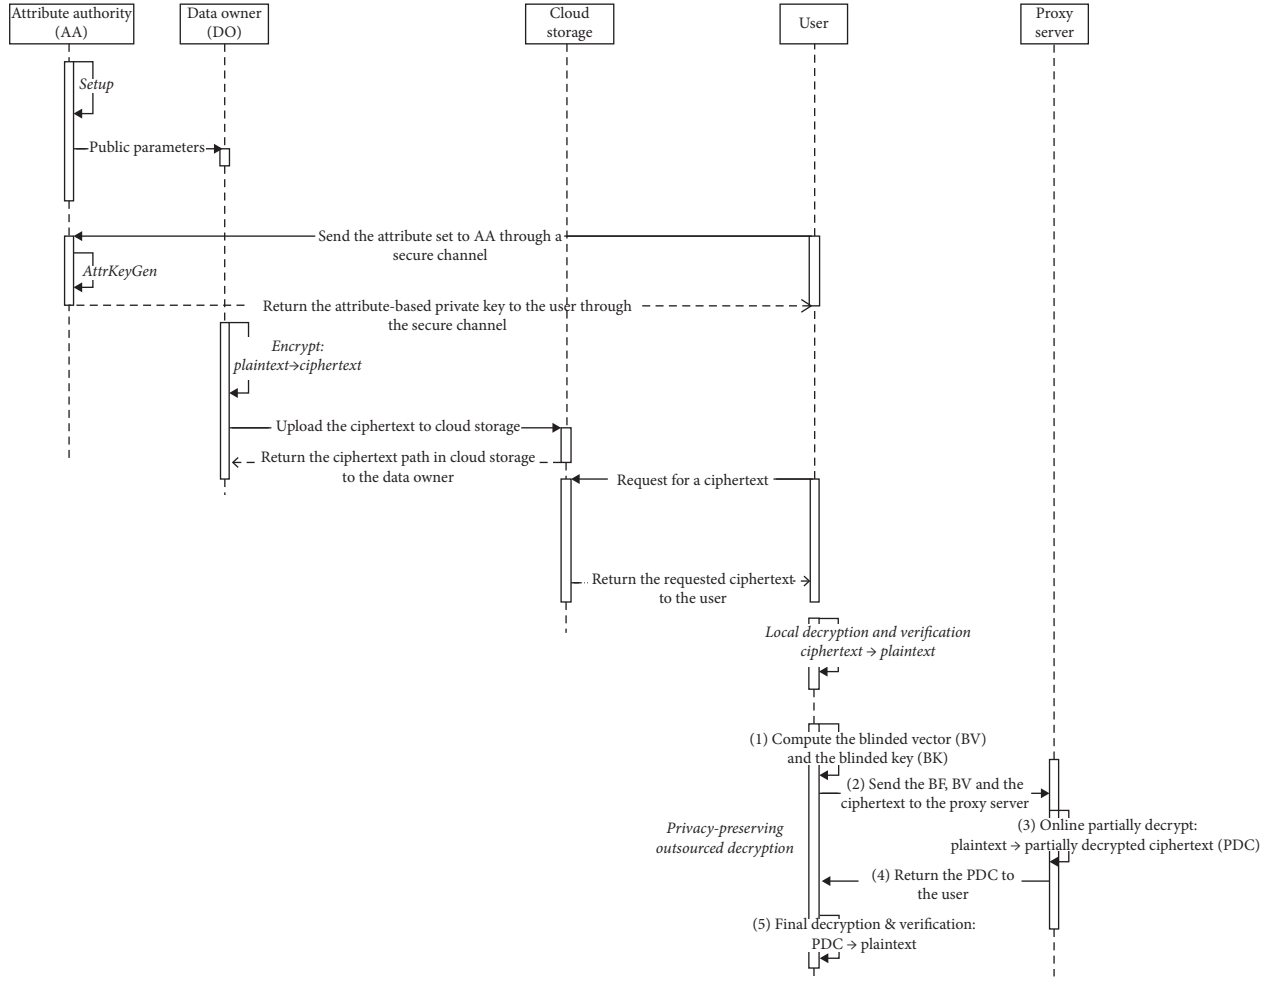 Attribute authority
(AA)
Data owner
(DO)
Cloud
storage
User
Proxy
server
Setup
Public parameters
Send the attribute set to AA through a
secure channel
AttrKeyGen
Return the attribute-based private key to the user through
the secure channel
Encrypt:
plaintext→ciphertext
Upload the ciphertext to cloud storage
Return the ciphertext path in cloud storage
to the data owner
Request for a ciphertext
Return the requested ciphertext
to the user
Local decryption and verification
ciphertext → plaintext
(1) Compute the blinded vector (BV)
and the blinded key (BK)
(2) Send the BF, BV and the
ciphertext to the proxy server
Privacy-preserving
outsourced decryption
(3) Online partially decrypt:
plaintext → partially decrypted ciphertext (PDC)
(4) Return the PDC to
the user
(5) Final decryption & verification:
PDC → plaintext